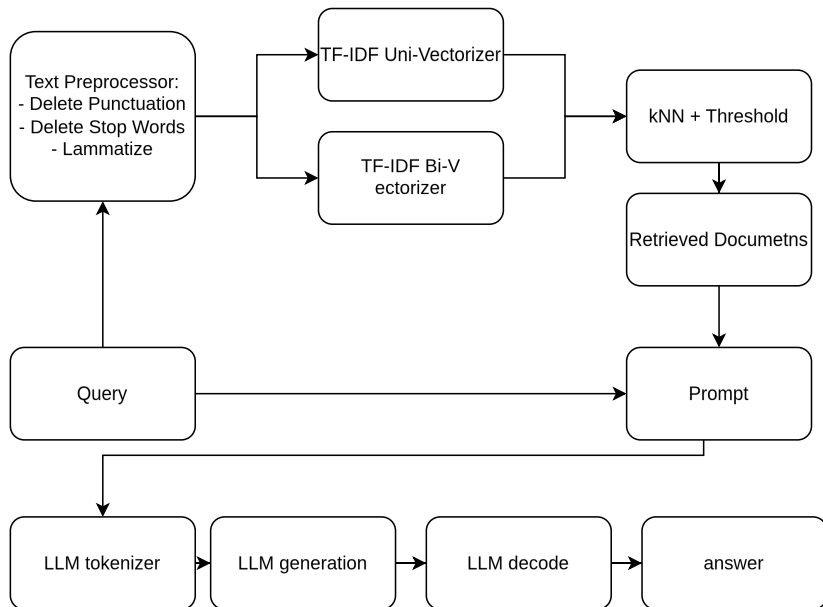 Text Preprocessor:
- Delete Punctuation
- Delete Stop Words
- Lammatize
TF-IDF Uni-Vectorizer
TF-IDF Bi-V
ectorizer
kNN + Threshold
Retrieved Documetns
Query
Prompt
LLM tokenizer
LLM generation
LLM decode
answer